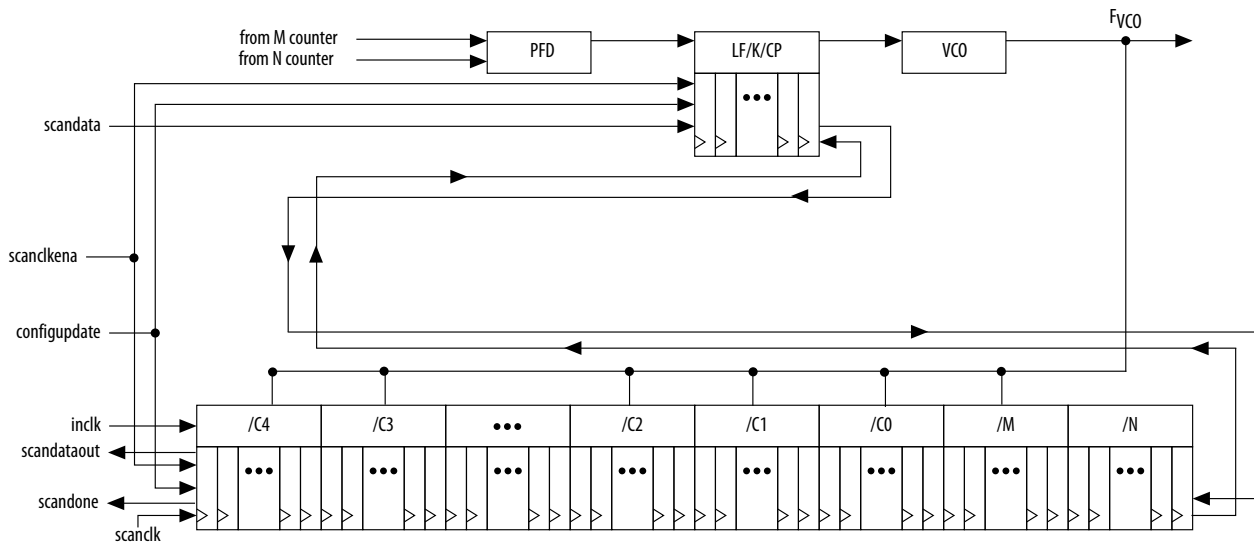 FVCO
from M counter
from N counter
PFD
LF/K/CP
VCO
scandata
scanclkena
configupdate
inclk
/C4
/C3
/C2
/C1
/C0
/M
/N
scandataout
scandone
scanclk